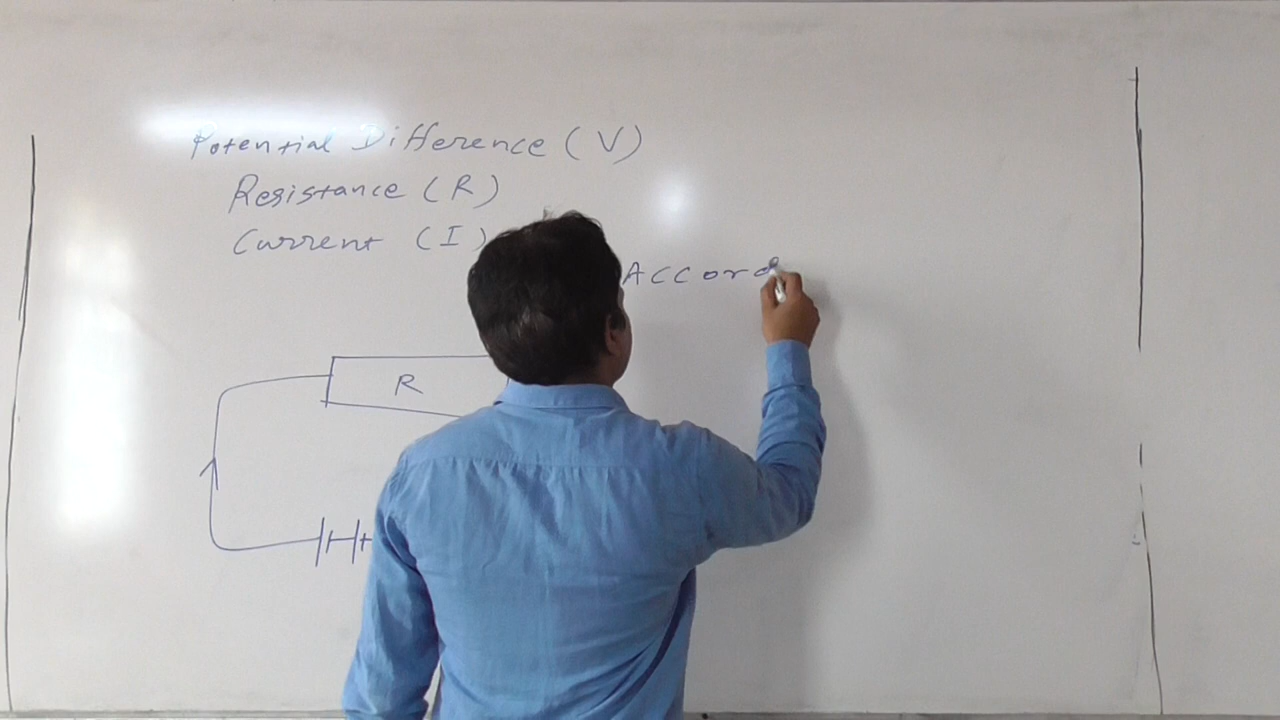 Potential Difference (V)
Resistance (R)
Current (I)
Accord
R